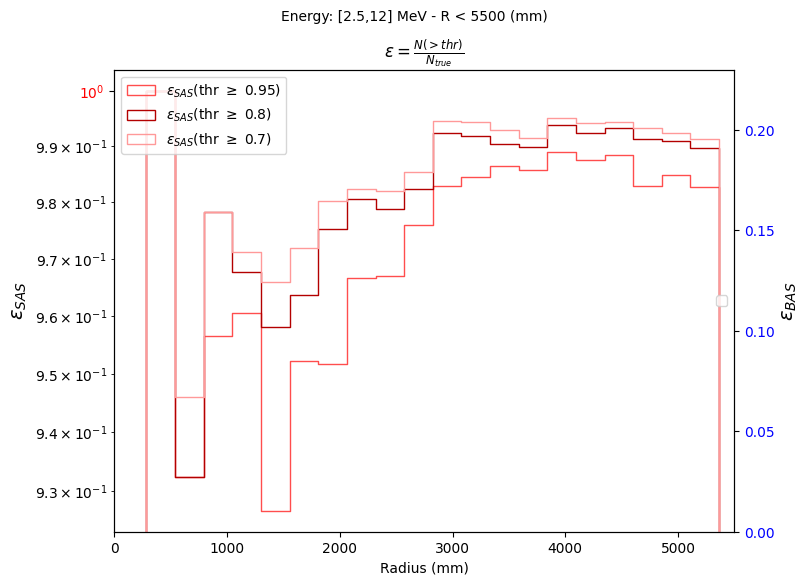 Energy: [2.5,12] MeV - R < 5500 (mm)
ε = N(>thr)/N_true
ε_SAS(thr ≥ 0.95)
ε_SAS(thr ≥ 0.8)
ε_SAS(thr ≥ 0.7)
10^0
9.9 × 10^−1
9.8 × 10^−1
9.7 × 10^−1
9.6 × 10^−1
9.5 × 10^−1
9.4 × 10^−1
9.3 × 10^−1
ε_SAS
0.20
0.15
0.10
0.05
0.00
ε_BAS
0 1000 2000 3000 4000 5000
Radius (mm)